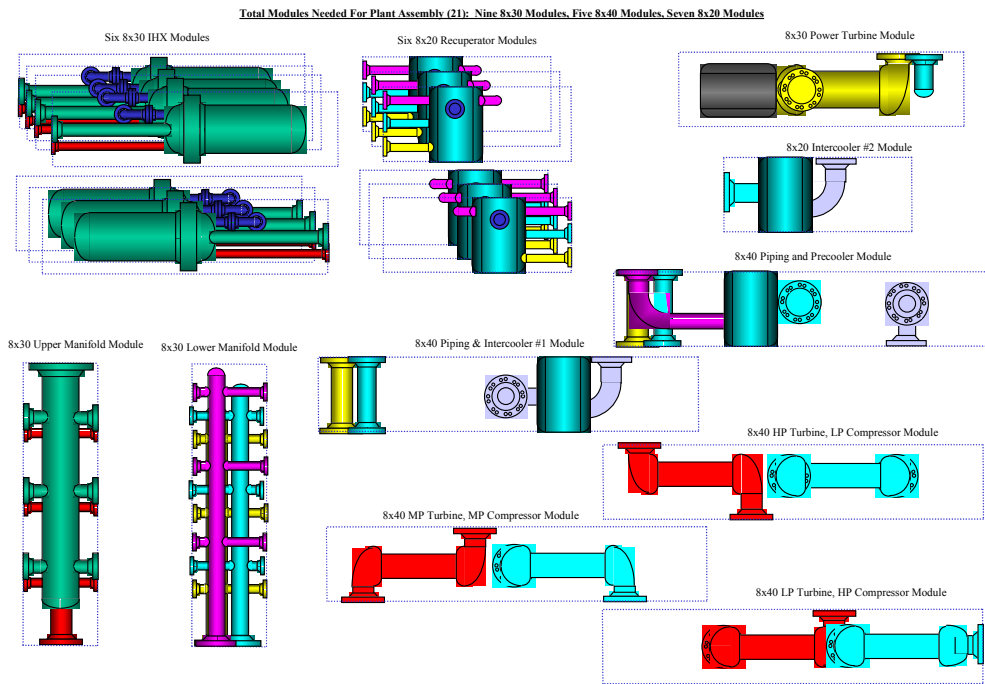 Total Modules Needed For Plant Assembly (21): Nine 8x30 Modules, Five 8x40 Modules, Seven 8x20 Modules
Six 8x30 IHX Modules
Six 8x20 Recuperator Modules
8x30 Power Turbine Module
8x20 Intercooler #2 Module
8x40 Piping and Precooler Module
8x30 Upper Manifold Module
8x30 Lower Manifold Module
8x40 Piping & Intercooler #1 Module
8x40 HP Turbine, LP Compressor Module
8x40 MP Turbine, MP Compressor Module
8x40 LP Turbine, HP Compressor Module